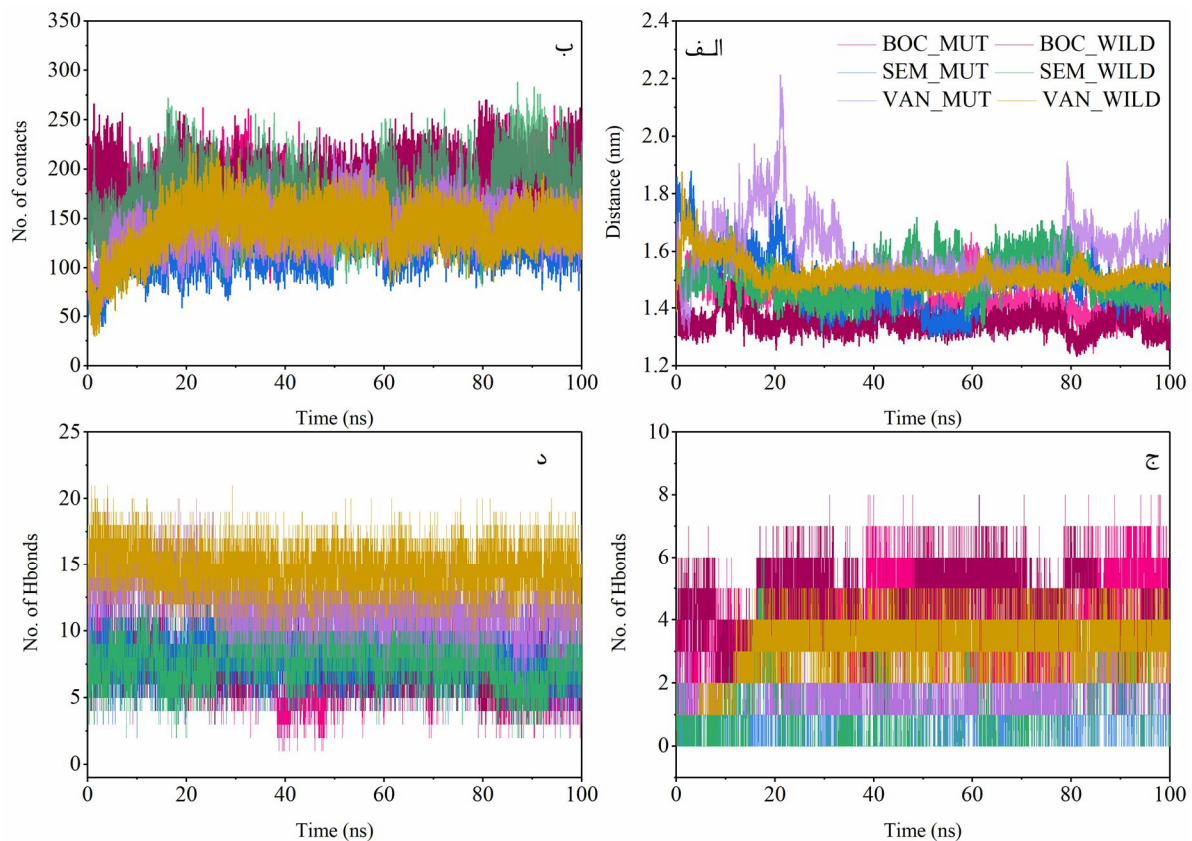 ب
350
300
250
200
150
100
50
0
No. of contacts
0 20 40 60 80 100
Time (ns)
الـف
BOC_MUT BOC_WILD
SEM_MUT SEM_WILD
VAN_MUT VAN_WILD
2.4
2.2
2.0
1.8
1.6
1.4
1.2
Distance (nm)
0 20 40 60 80 100
Time (ns)
د
25
20
15
10
5
0
No. of Hbonds
0 20 40 60 80 100
Time (ns)
ج
10
8
6
4
2
0
No. of Hbonds
0 20 40 60 80 100
Time (ns)